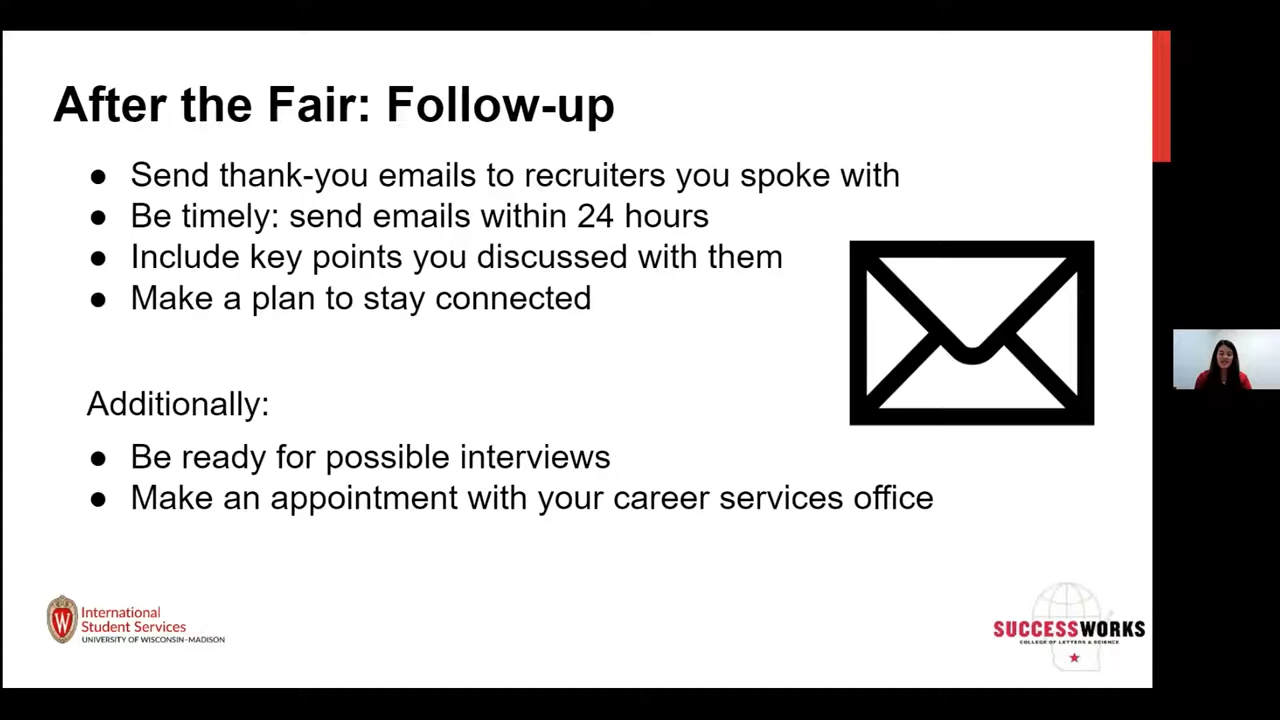 After the Fair: Follow-up
● Send thank-you emails to recruiters you spoke with
● Be timely: send emails within 24 hours
● Include key points you discussed with them
● Make a plan to stay connected
Additionally:
● Be ready for possible interviews
● Make an appointment with your career services office
W
International
Student Services
UNIVERSITY OF WISCONSIN-MADISON
SUCCESSWORKS
COLLEGE OF LETTERS & SCIENCE